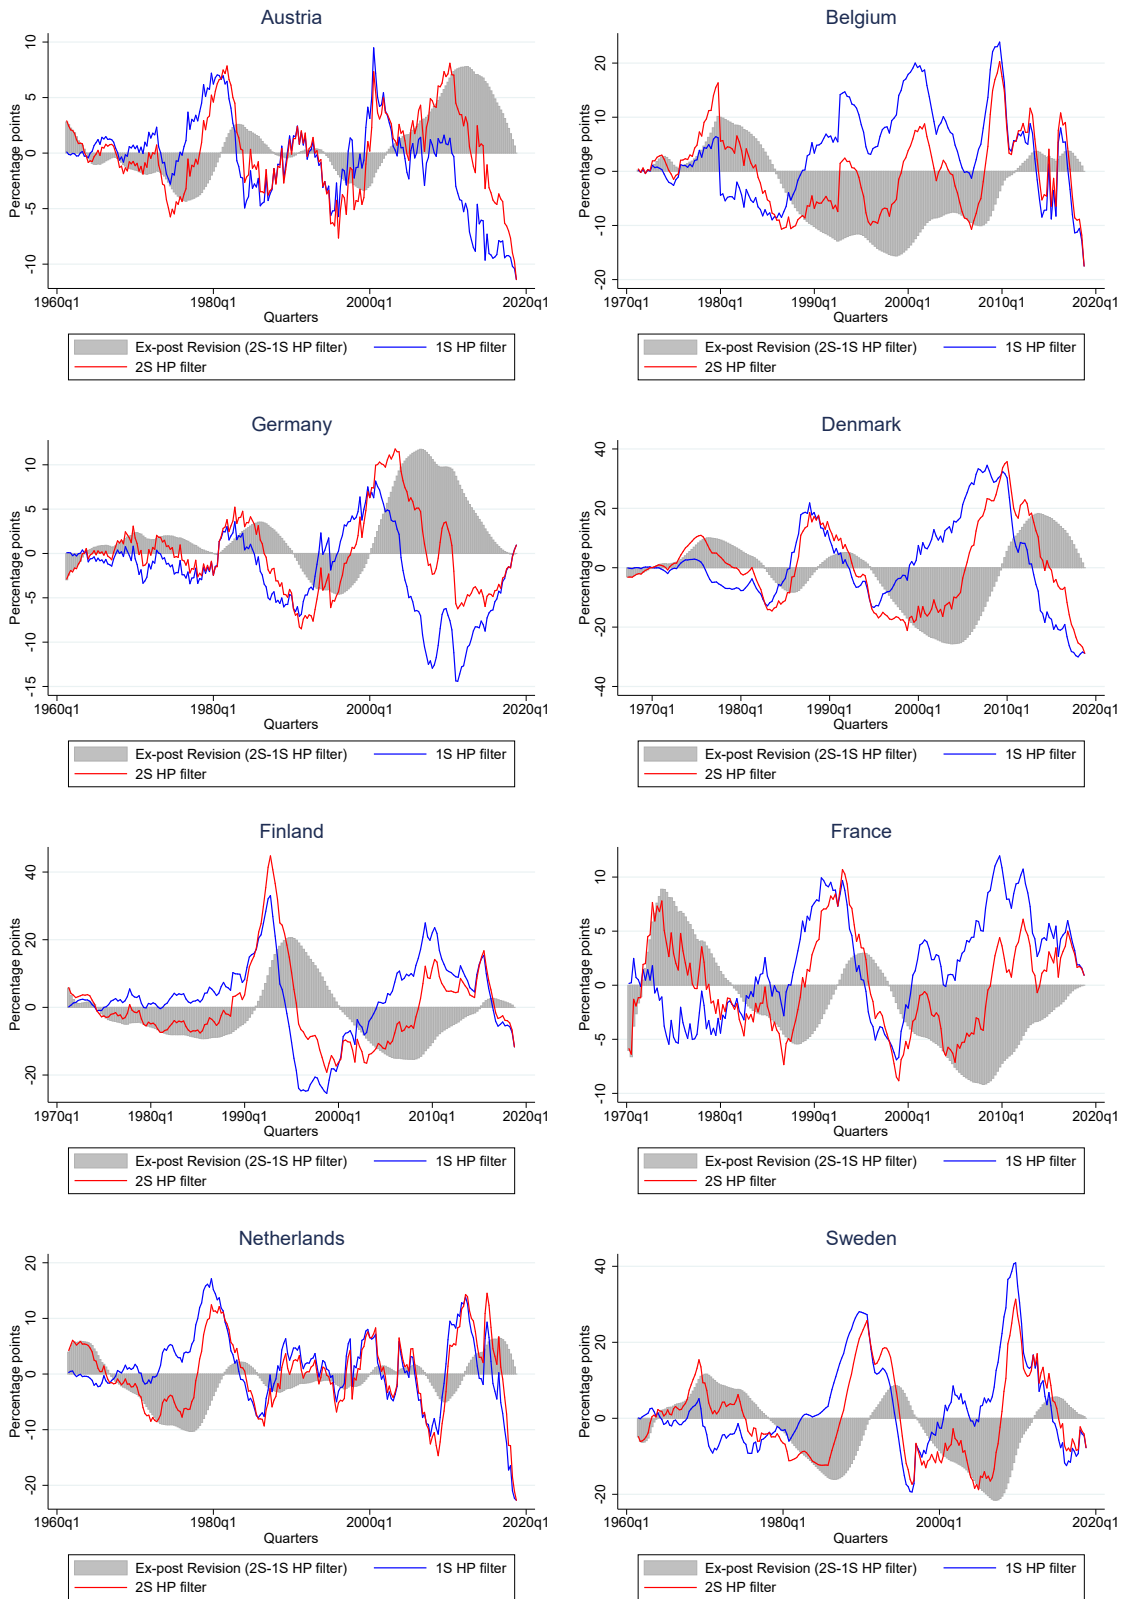 Austria
Percentage points
10
5
0
-5
-10
1960q1 1980q1 2000q1 2020q1
Quarters
Ex-post Revision (2S-1S HP filter) 1S HP filter
2S HP filter
Belgium
Percentage points
20
10
0
-10
-20
1970q1 1980q1 1990q1 2000q1 2010q1 2020q1
Quarters
Ex-post Revision (2S-1S HP filter) 1S HP filter
2S HP filter
Germany
Percentage points
10
5
0
-5
-10
-15
1960q1 1980q1 2000q1 2020q1
Quarters
Ex-post Revision (2S-1S HP filter) 1S HP filter
2S HP filter
Denmark
Percentage points
40
20
0
-20
-40
1970q1 1980q1 1990q1 2000q1 2010q1 2020q1
Quarters
Ex-post Revision (2S-1S HP filter) 1S HP filter
2S HP filter
Finland
Percentage points
40
20
0
-20
1970q1 1980q1 1990q1 2000q1 2010q1 2020q1
Quarters
Ex-post Revision (2S-1S HP filter) 1S HP filter
2S HP filter
France
Percentage points
10
5
0
-5
-10
1970q1 1980q1 1990q1 2000q1 2010q1 2020q1
Quarters
Ex-post Revision (2S-1S HP filter) 1S HP filter
2S HP filter
Netherlands
Percentage points
20
10
0
-10
-20
1960q1 1980q1 2000q1 2020q1
Quarters
Ex-post Revision (2S-1S HP filter) 1S HP filter
2S HP filter
Sweden
Percentage points
40
20
0
-20
1960q1 1980q1 2000q1 2020q1
Quarters
Ex-post Revision (2S-1S HP filter) 1S HP filter
2S HP filter